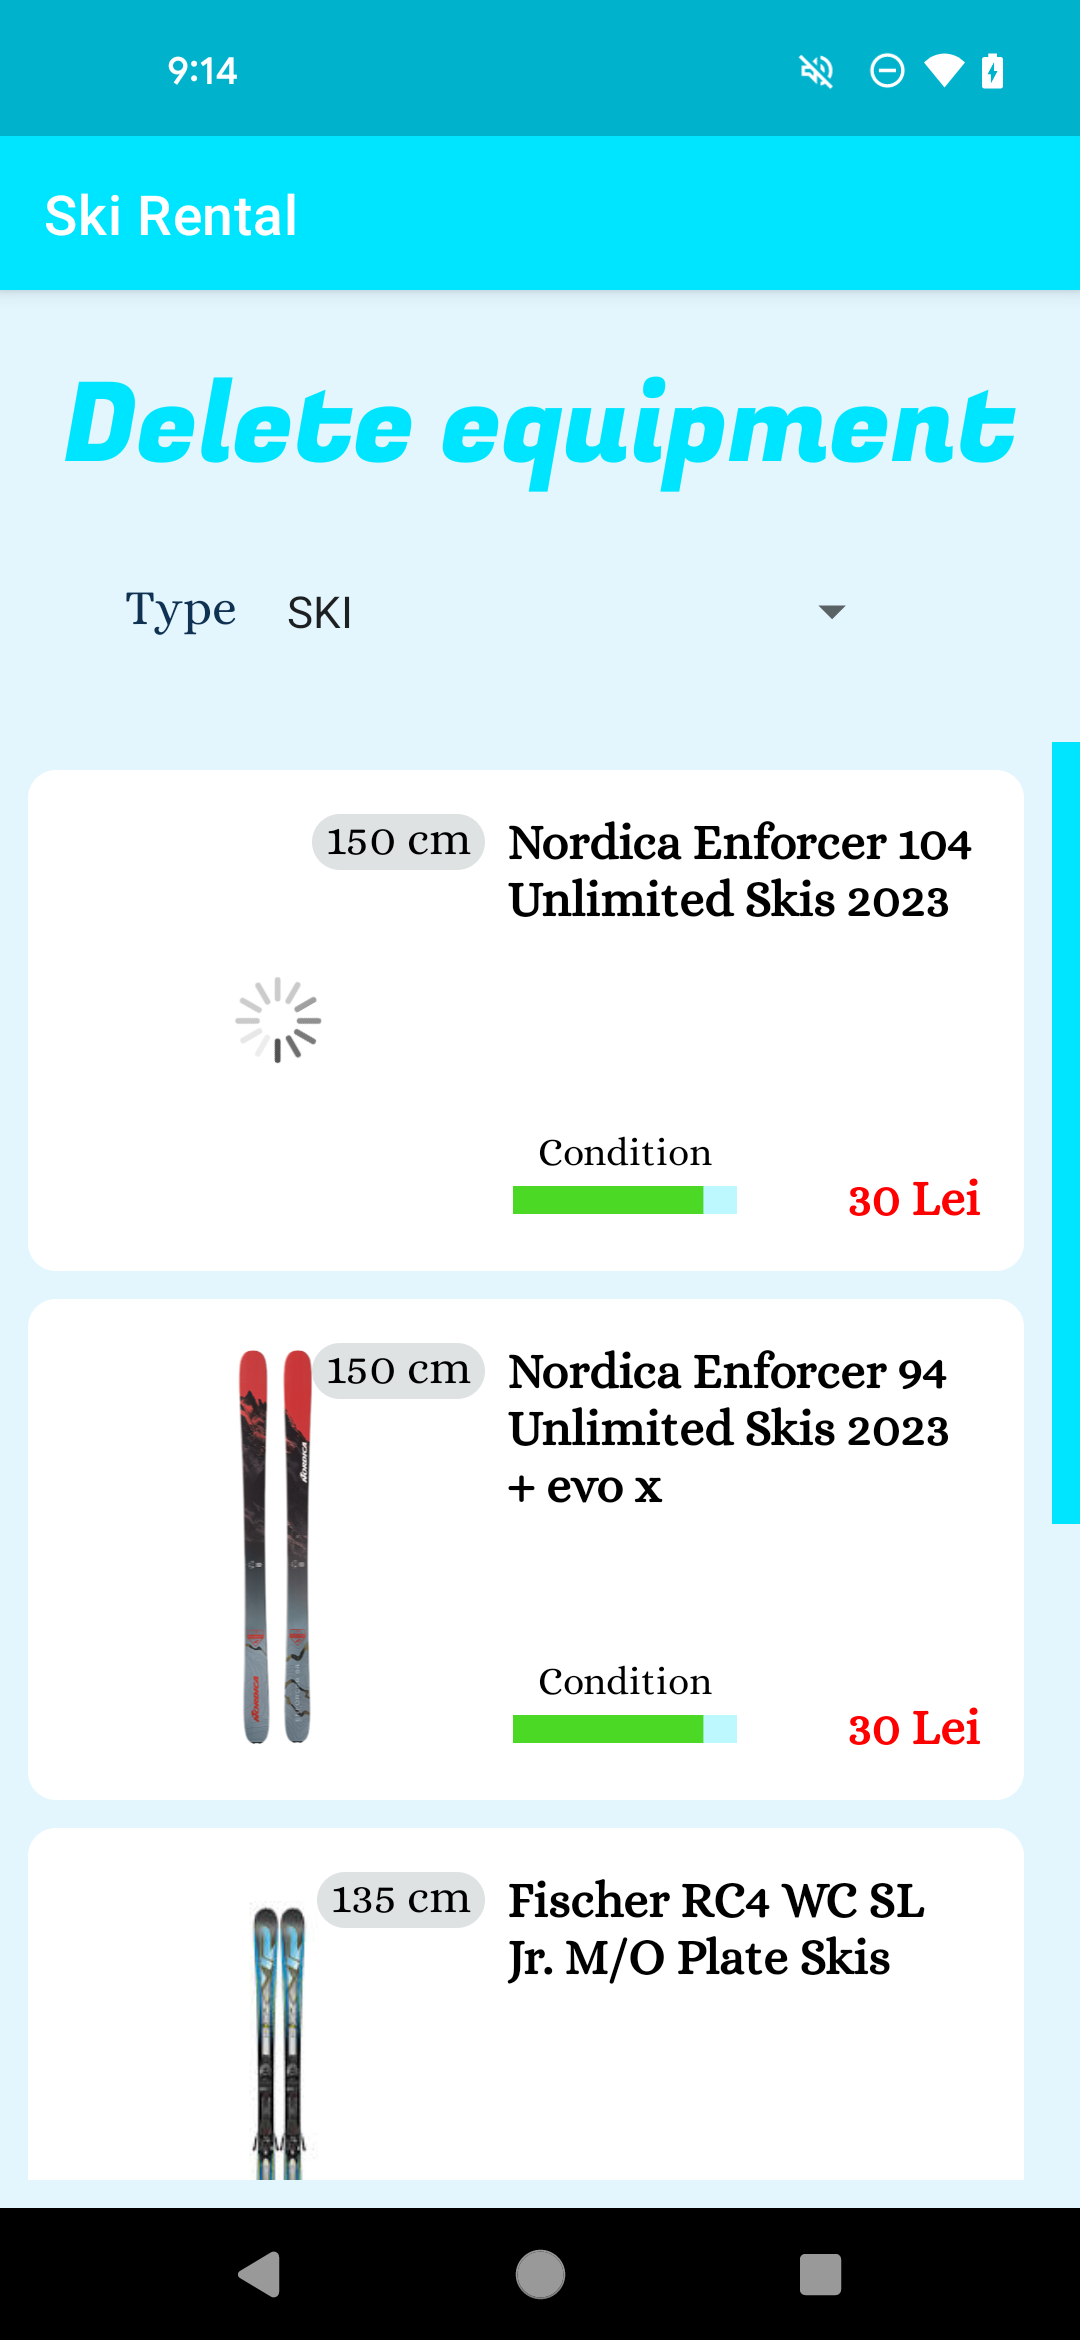 9:14
Ski Rental
Delete equipment
Type SKI
150 cm
Nordica Enforcer 104
Unlimited Skis 2023
Condition
30 Lei
150 cm
Nordica Enforcer 94
Unlimited Skis 2023
+ evo x
NORDICA
NORDICA
Condition
30 Lei
135 cm
Fischer RC4 WC SL
Jr. M/O Plate Skis